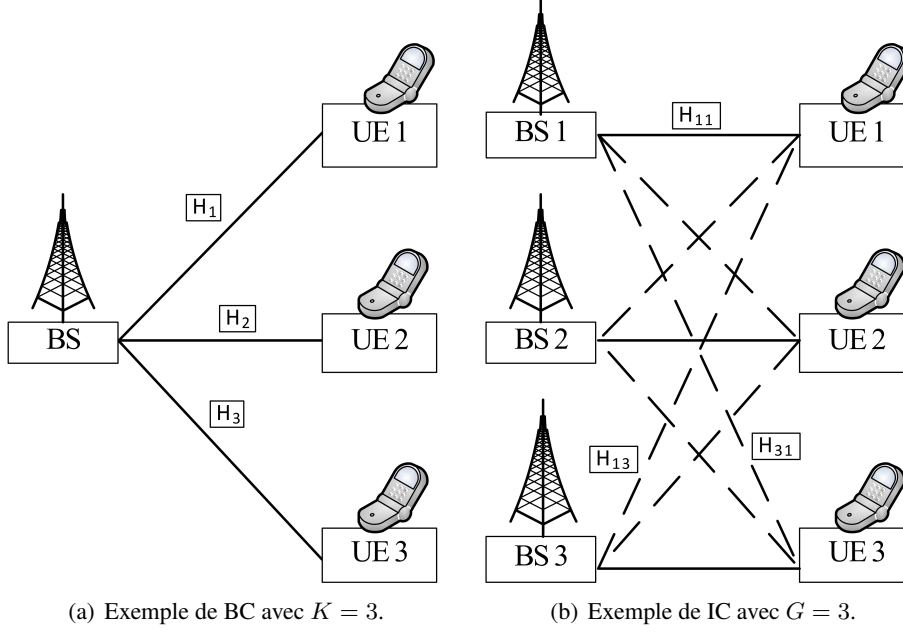 BS
H₁
H₂
H₃
UE 1
UE 2
UE 3
(a) Exemple de BC avec K = 3.
BS 1
BS 2
BS 3
H₁₁
H₁₃
H₃₁
UE 1
UE 2
UE 3
(b) Exemple de IC avec G = 3.